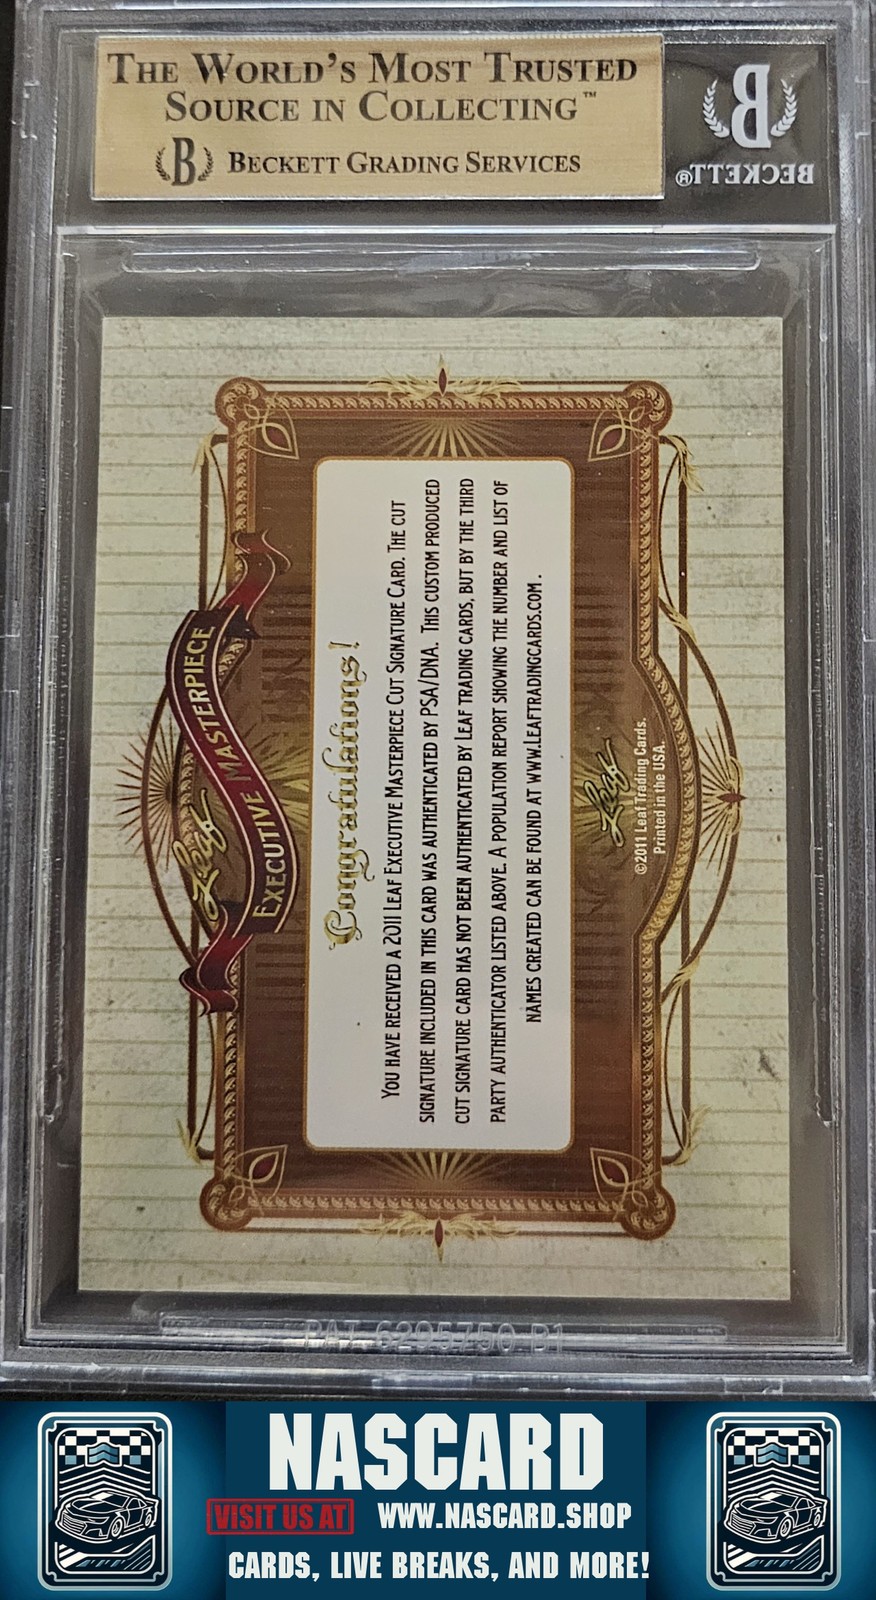 THE WORLD'S MOST TRUSTED
SOURCE IN COLLECTING™
B BECKETT GRADING SERVICES
B
BECKETT®
Leaf
EXECUTIVE MASTERPIECE
Congratulations!
YOU HAVE RECEIVED A 2011 LEAF EXECUTIVE MASTERPIECE CUT SIGNATURE CARD. THE CUT
SIGNATURE INCLUDED IN THIS CARD WAS AUTHENTICATED BY PSA/DNA. THIS CUSTOM PRODUCED
CUT SIGNATURE CARD HAS NOT BEEN AUTHENTICATED BY LEAF TRADING CARDS, BUT BY THE THIRD
PARTY AUTHENTICATOR LISTED ABOVE. A POPULATION REPORT SHOWING THE NUMBER AND LIST OF
NAMES CREATED CAN BE FOUND AT WWW.LEAFTRADINGCARDS.COM .
Leaf
©2011 Leaf Trading Cards.
Printed in the USA.
PAT. 6295750 B1
NASCARD
VISIT US AT WWW.NASCARD.SHOP
CARDS, LIVE BREAKS, AND MORE!